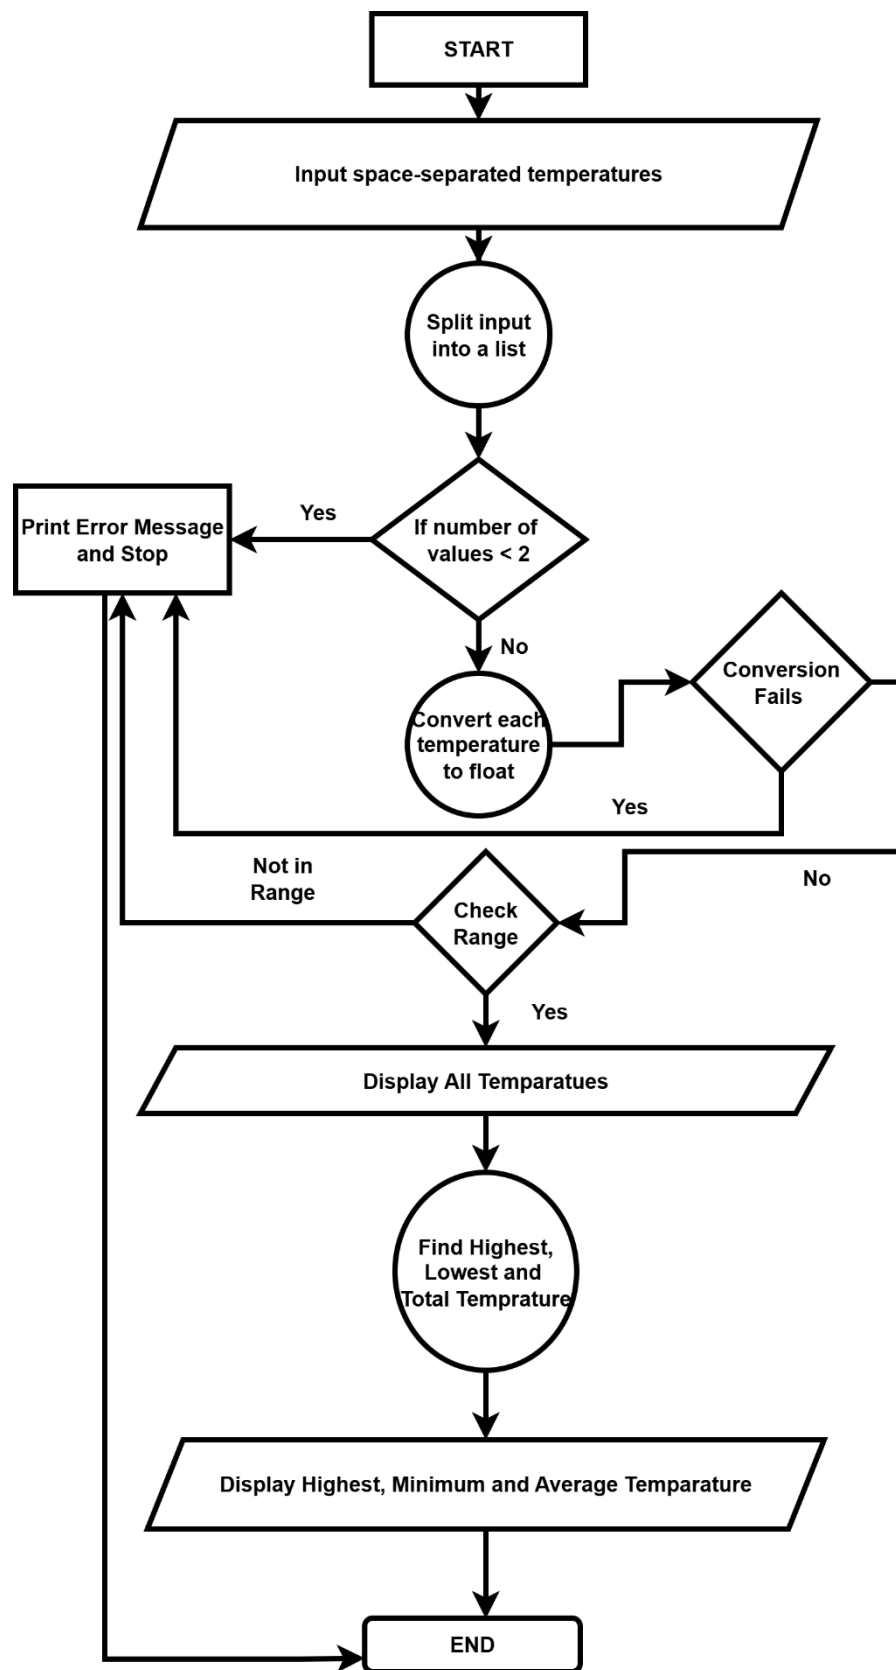 START
Input space-separated temperatures
Split input
into a list
If number of
values < 2
Yes
Print Error Message
and Stop
No
Convert each
temperature
to float
Conversion
Fails
Yes
No
Check
Range
Not in
Range
Yes
Display All Temparatues
Find Highest,
Lowest and
Total Temprature
Display Highest, Minimum and Average Temparature
END